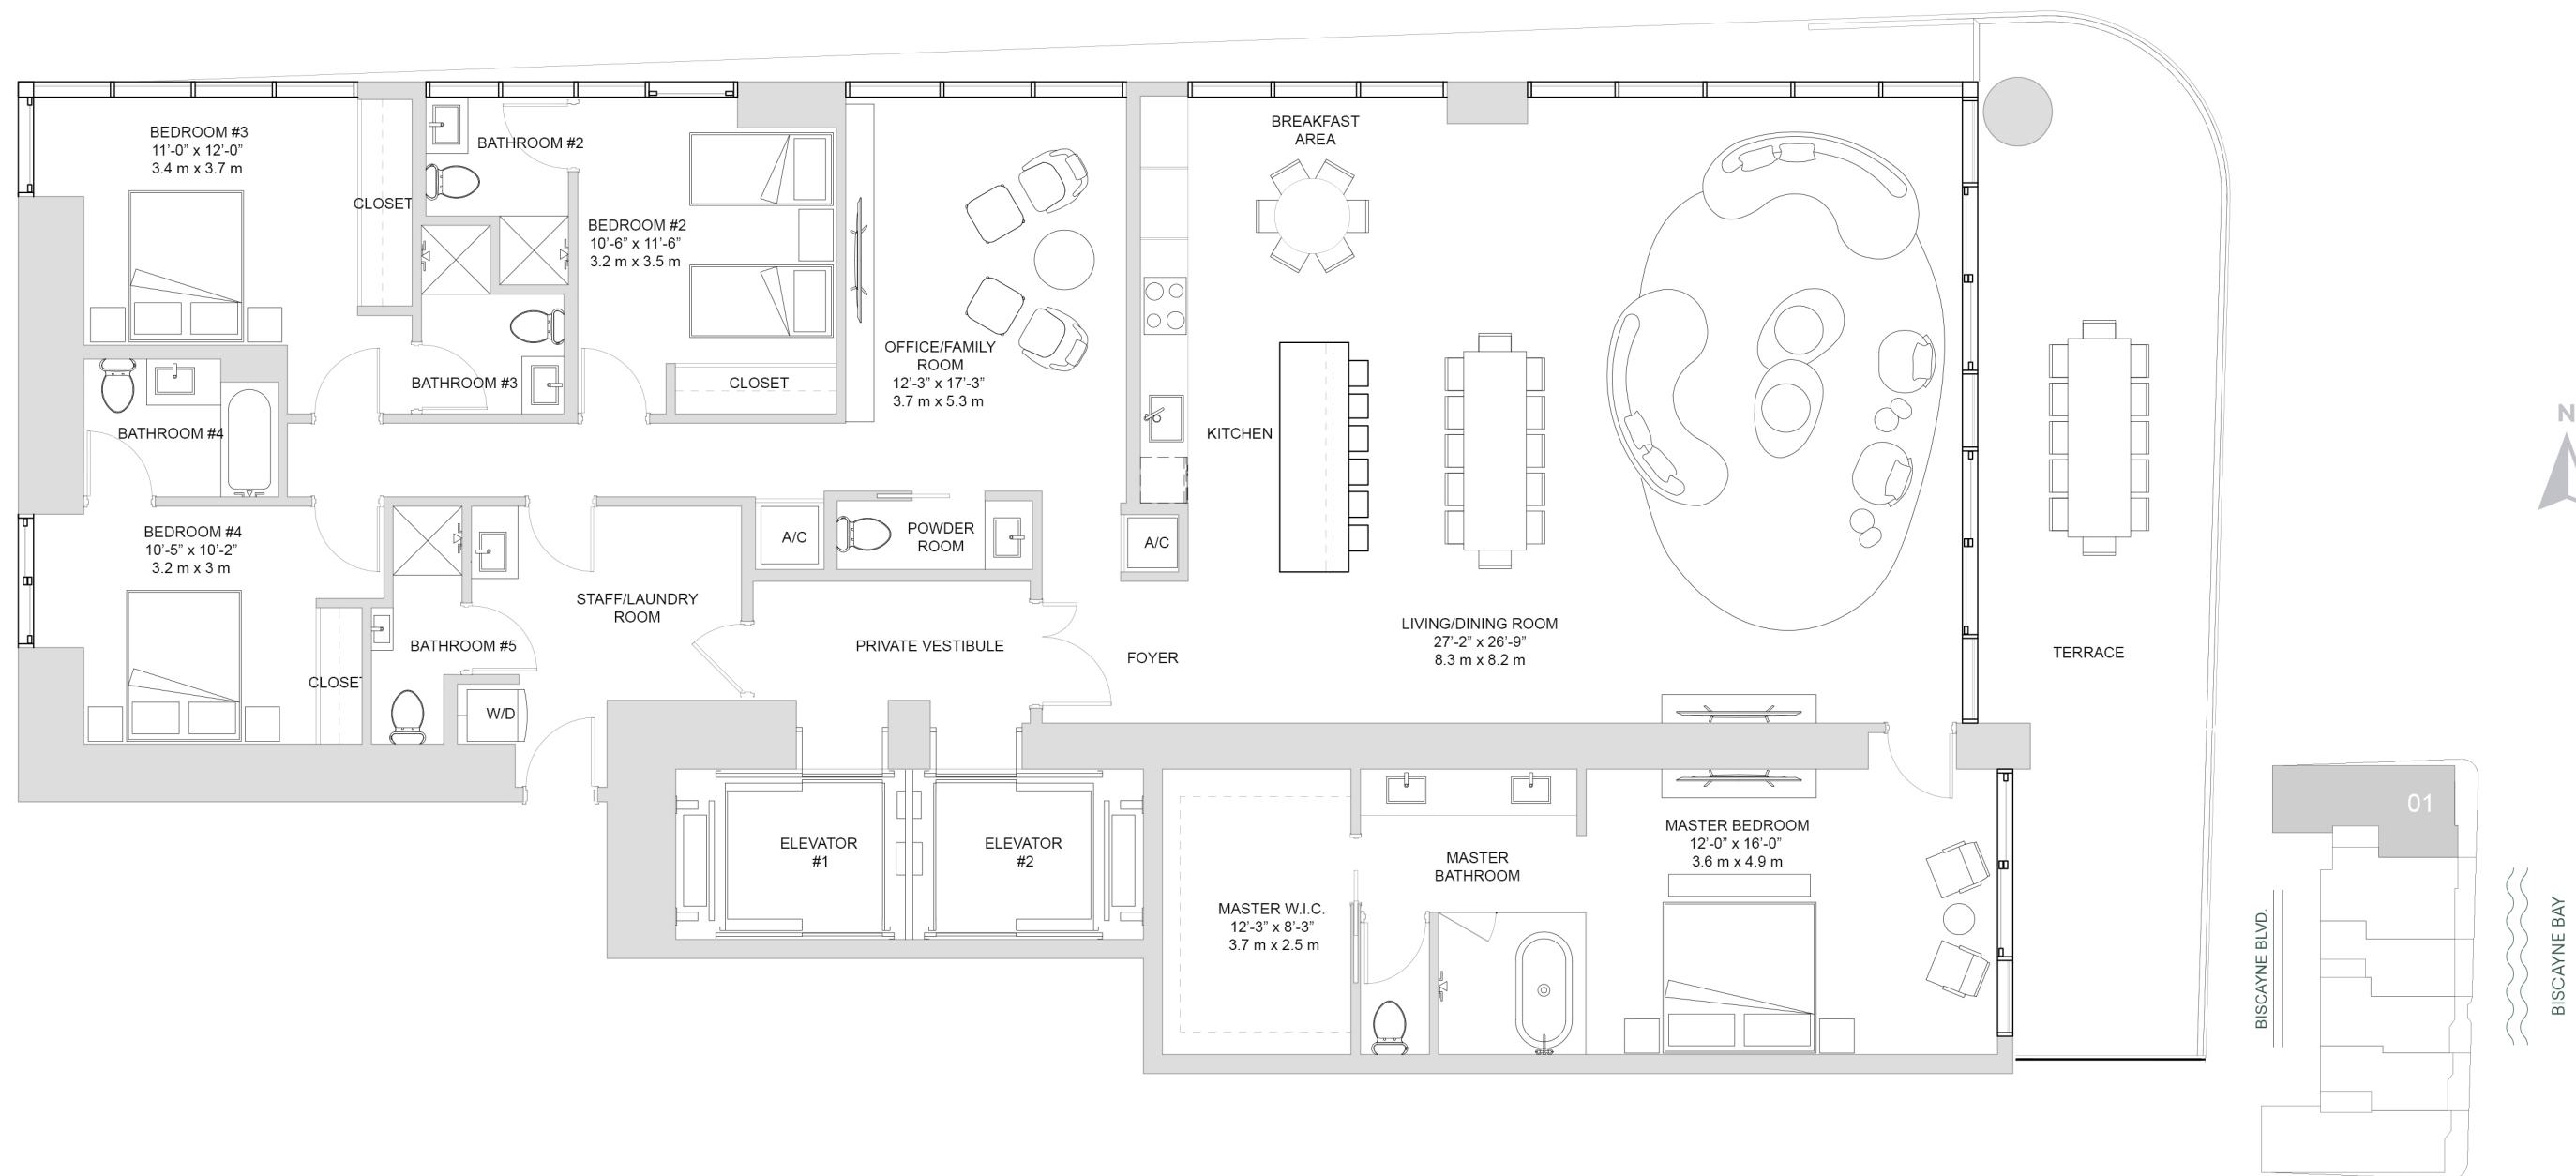 BEDROOM #3
11'-0” x 12'-0”
3.4 m x 3.7 m
CLOSET
BATHROOM #2
BEDROOM #2
10'-6” x 11'-6”
3.2 m x 3.5 m
BATHROOM #3
CLOSET
OFFICE/FAMILY
ROOM
12'-3” x 17'-3”
3.7 m x 5.3 m
BREAKFAST
AREA
KITCHEN
BATHROOM #4
BEDROOM #4
10'-5” x 10'-2”
3.2 m x 3 m
CLOSET
BATHROOM #5
W/D
STAFF/LAUNDRY
ROOM
A/C
POWDER
ROOM
A/C
PRIVATE VESTIBULE
FOYER
LIVING/DINING ROOM
27'-2” x 26'-9”
8.3 m x 8.2 m
TERRACE
ELEVATOR
#1
ELEVATOR
#2
MASTER W.I.C.
12'-3” x 8'-3”
3.7 m x 2.5 m
MASTER
BATHROOM
MASTER BEDROOM
12'-0” x 16'-0”
3.6 m x 4.9 m
N
01
BISCAYNE BLVD.
BISCAYNE BAY